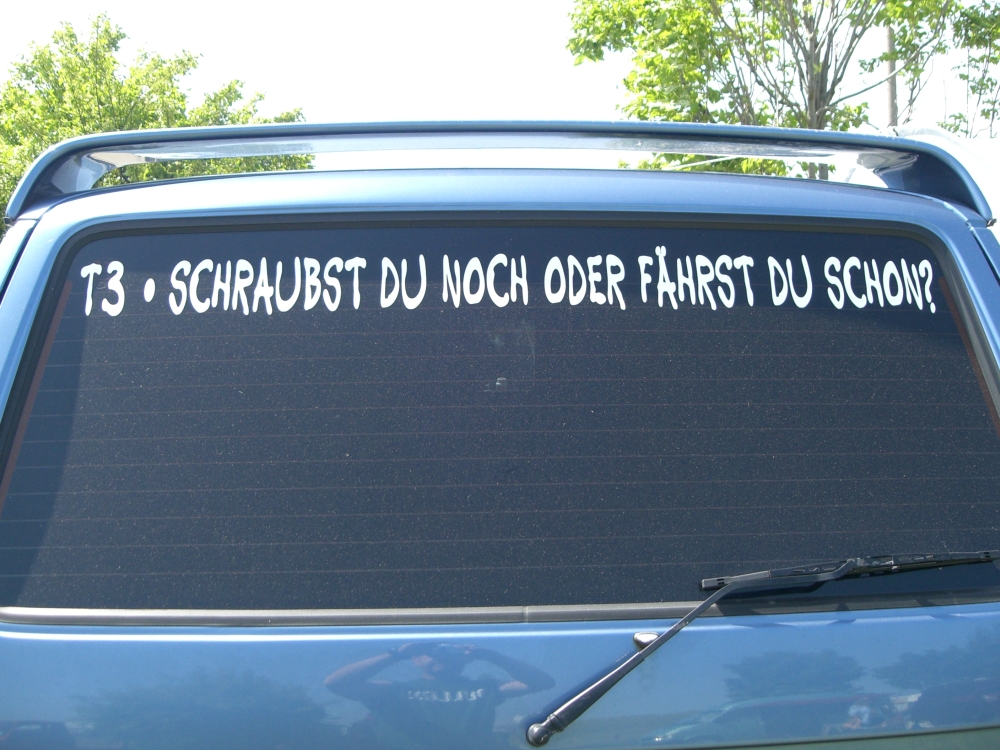 T3 • SCHRAUBST DU NOCH ODER FÄHRST DU SCHON?